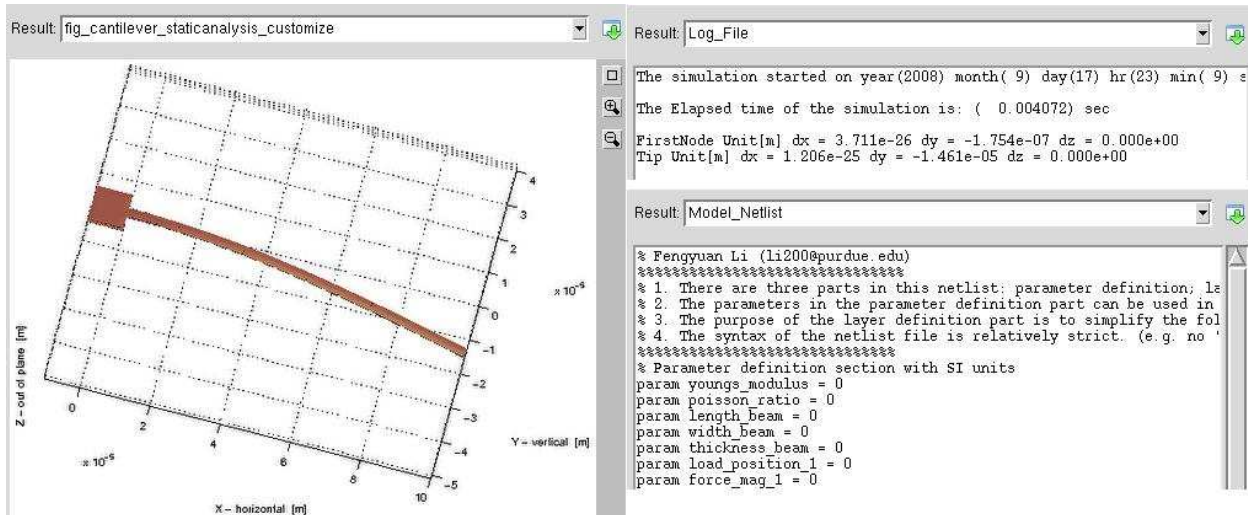 Result: fig_cantilever_staticanalysis_customize
4
3
2
1
0
-1
-2
-3
-4
-5
x 10⁻⁵
Y - vertical [m]
Z - out of plane [m]
0
2
4
6
8
10
x 10⁻⁵
X - horizontal [m]
Result: Log_File
The simulation started on year(2008) month( 9) day(17) hr(23) min( 9) s
The Elapsed time of the simulation is: ( 0.004072) sec
FirstNode Unit[m] dx = 3.711e-26 dy = -1.754e-07 dz = 0.000e+00
Tip Unit[m] dx = 1.206e-25 dy = -1.461e-05 dz = 0.000e+00
Result: Model_Netlist
% Fengyuan Li (li200@purdue.edu)
%%%%%%%%%%%%%%%%%%%%%%%%%%%%%%%
% 1. There are three parts in this netlist: parameter definition; la
% 2. The parameters in the parameter definition part can be used in
% 3. The purpose of the layer definition part is to simplify the fol
% 4. The syntax of the netlist file is relatively strict. (e.g. no '
%%%%%%%%%%%%%%%%%%%%%%%%%%%%%%
% Parameter definition section with SI units
param youngs_modulus = 0
param poisson_ratio = 0
param length_beam = 0
param width_beam = 0
param thickness_beam = 0
param load_position_1 = 0
param force_mag_1 = 0